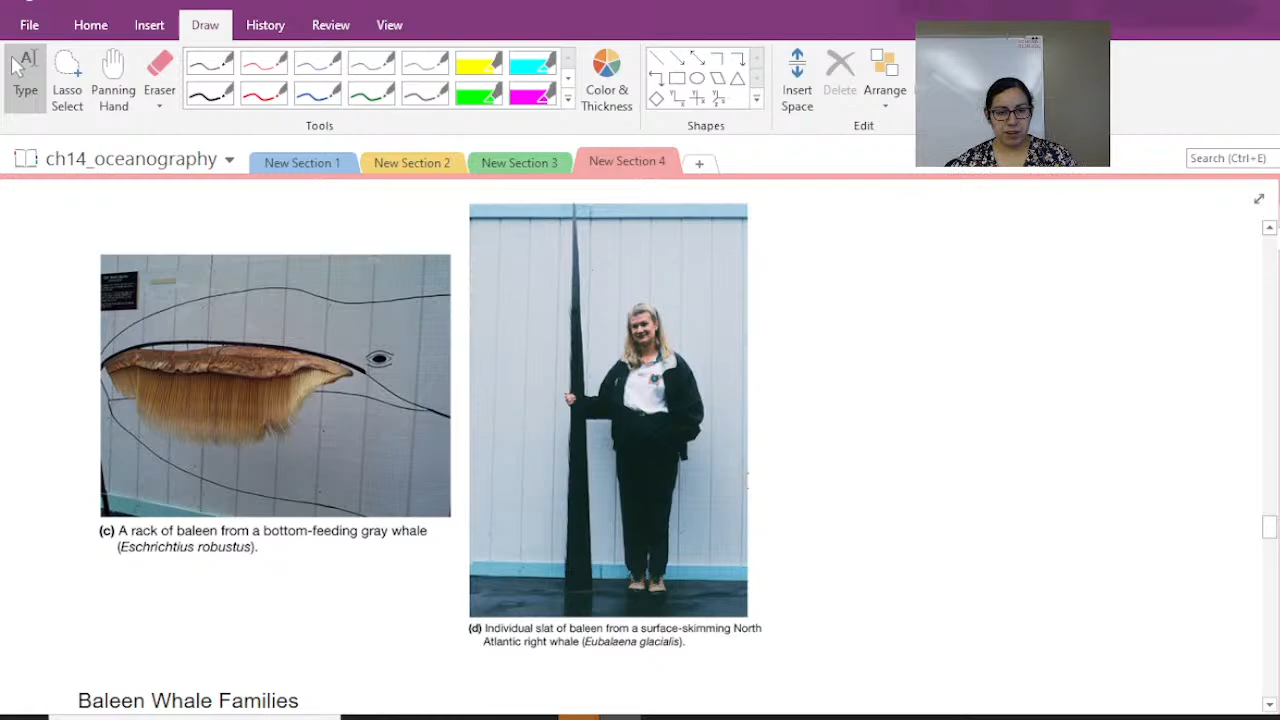 File Home Insert Draw History Review View
Type
Lasso Select
Panning Hand
Eraser
Color & Thickness
Insert Space
Delete
Arrange
Tools
Shapes
Edit
ch14_oceanography
New Section 1
New Section 2
New Section 3
New Section 4
Search (Ctrl+E)
(c) A rack of baleen from a bottom-feeding gray whale
(Eschrichtius robustus).
(d) Individual slat of baleen from a surface-skimming North
Atlantic right whale (Eubalaena glacialis).
Baleen Whale Families